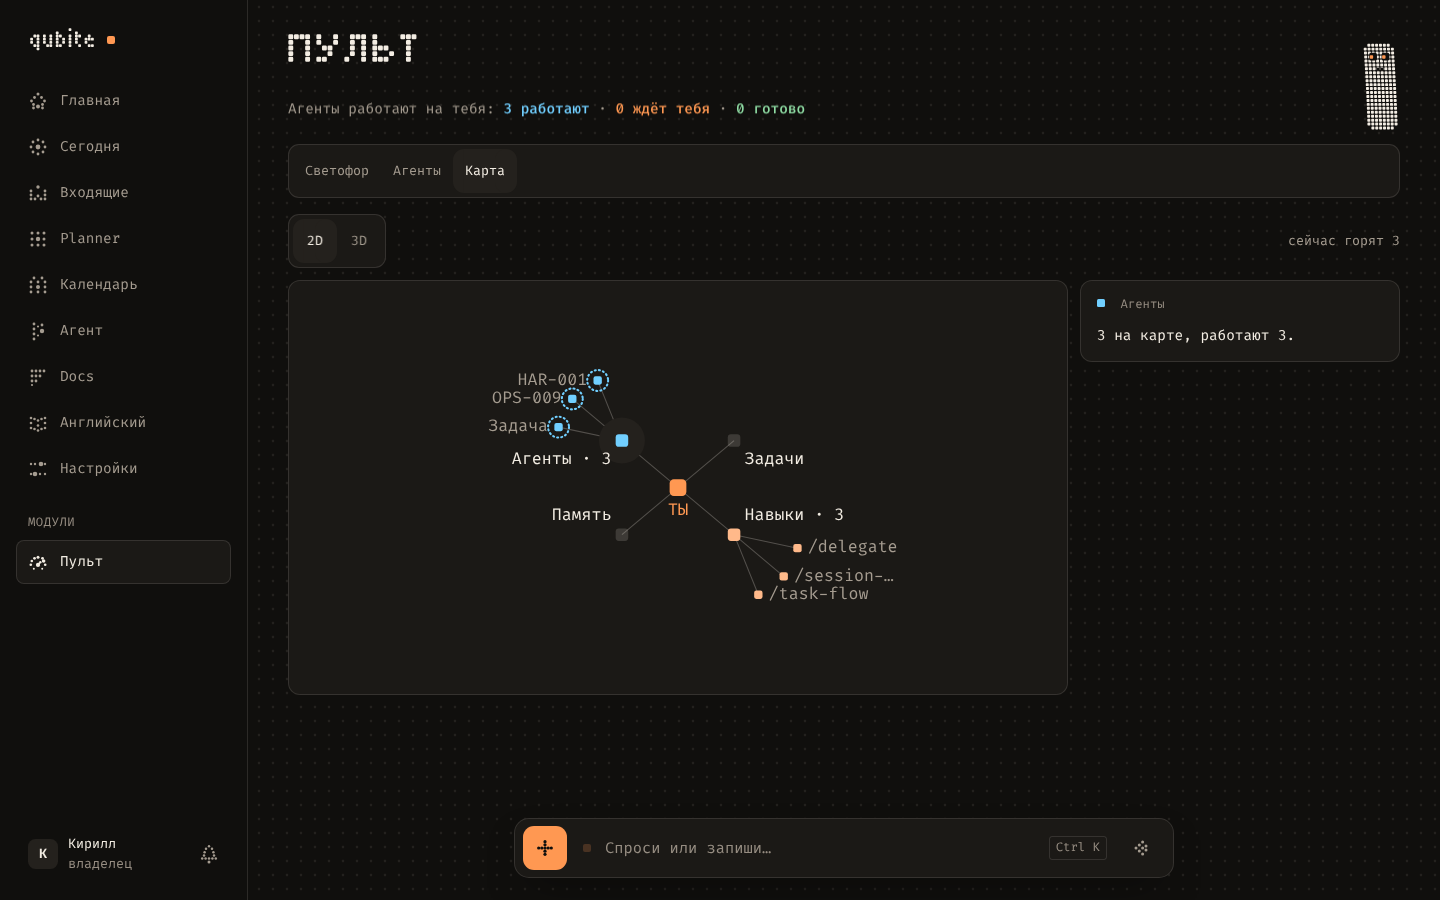 qubite
Главная
Сегодня
Входящие
Planner
Календарь
Агент
Docs
Английский
Настройки
МОДУЛИ
Пульт
К
Кирилл
владелец
ПУЛЬТ
Агенты работают на тебя: 3 работают · 0 ждёт тебя · 0 готово
Светофор Агенты Карта
2D 3D
сейчас горят 3
HAR-001
OPS-009
Задача
Агенты · 3
Задачи
ТЫ
Память
Навыки · 3
/delegate
/session-…
/task-flow
Агенты
3 на карте, работают 3.
Спроси или запиши…
Ctrl K